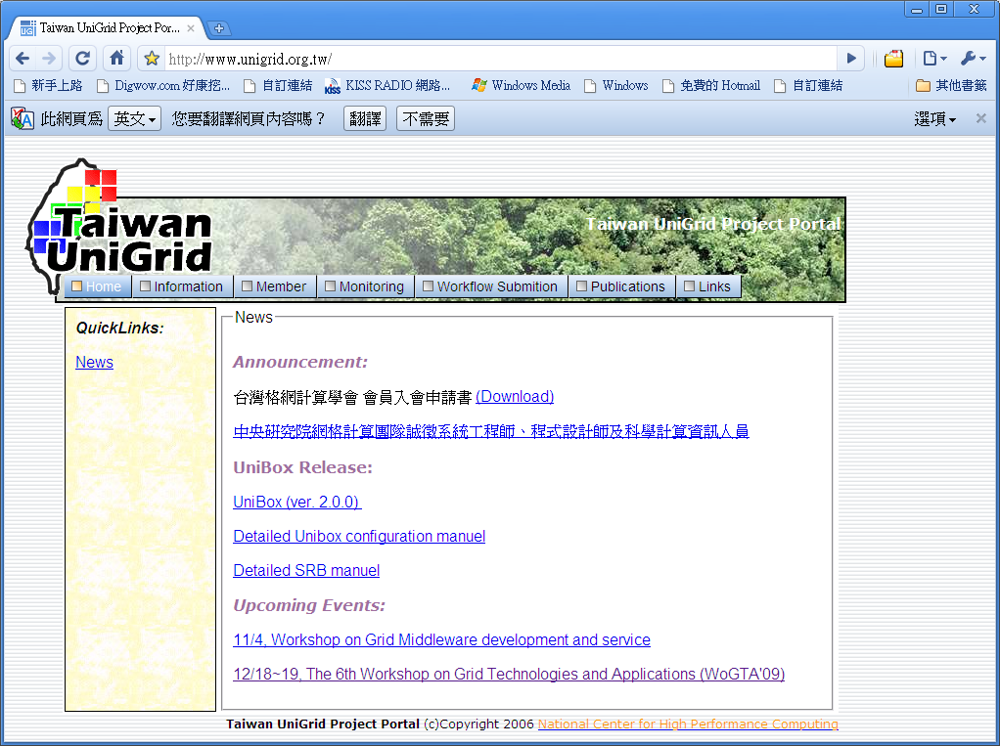 Taiwan UniGrid Project Por...
http://www.unigrid.org.tw/
新手上路 Digwow.com 好康挖... 自訂連結 KISS RADIO 網路... Windows Media Windows 免費的 Hotmail 自訂連結 其他書籤
此網頁為 英文 您要翻譯網頁內容嗎？ 翻譯 不需要 選項
Taiwan
UniGrid
Taiwan UniGrid Project Portal
Home Information Member Monitoring Workflow Submition Publications Links
QuickLinks:
News
News
Announcement:
台灣格網計算學會 會員入會申請書 (Download)
中央研究院網格計算團隊誠徵系統工程師、程式設計師及科學計算資訊人員
UniBox Release:
UniBox (ver. 2.0.0)
Detailed Unibox configuration manuel
Detailed SRB manuel
Upcoming Events:
11/4, Workshop on Grid Middleware development and service
12/18~19, The 6th Workshop on Grid Technologies and Applications (WoGTA'09)
Taiwan UniGrid Project Portal (c)Copyright 2006 National Center for High Performance Computing